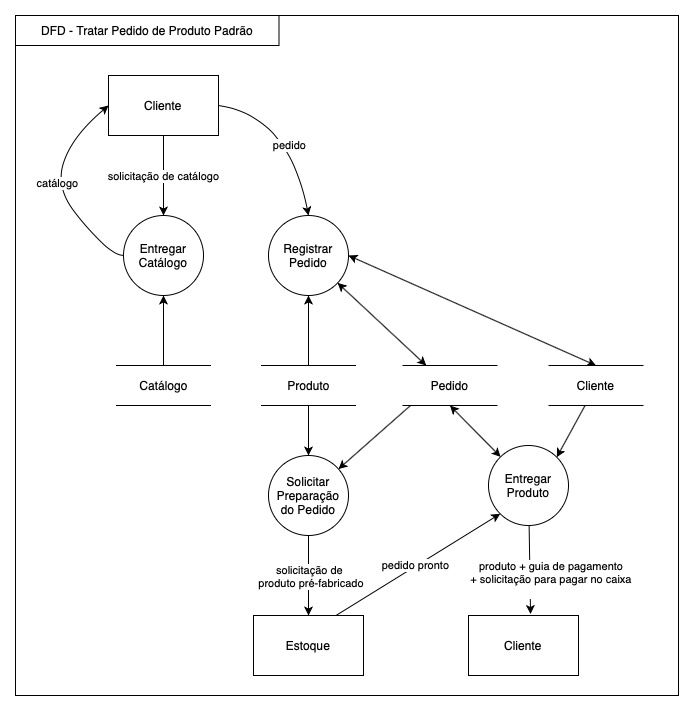 DFD - Tratar Pedido de Produto Padrão
Cliente
pedido
solicitação de catálogo
catálogo
Entregar
Catálogo
Registrar
Pedido
Catálogo
Produto
Pedido
Cliente
Solicitar
Preparação
do Pedido
Entregar
Produto
solicitação de
produto pré-fabricado
pedido pronto
produto + guia de pagamento
+ solicitação para pagar no caixa
Estoque
Cliente